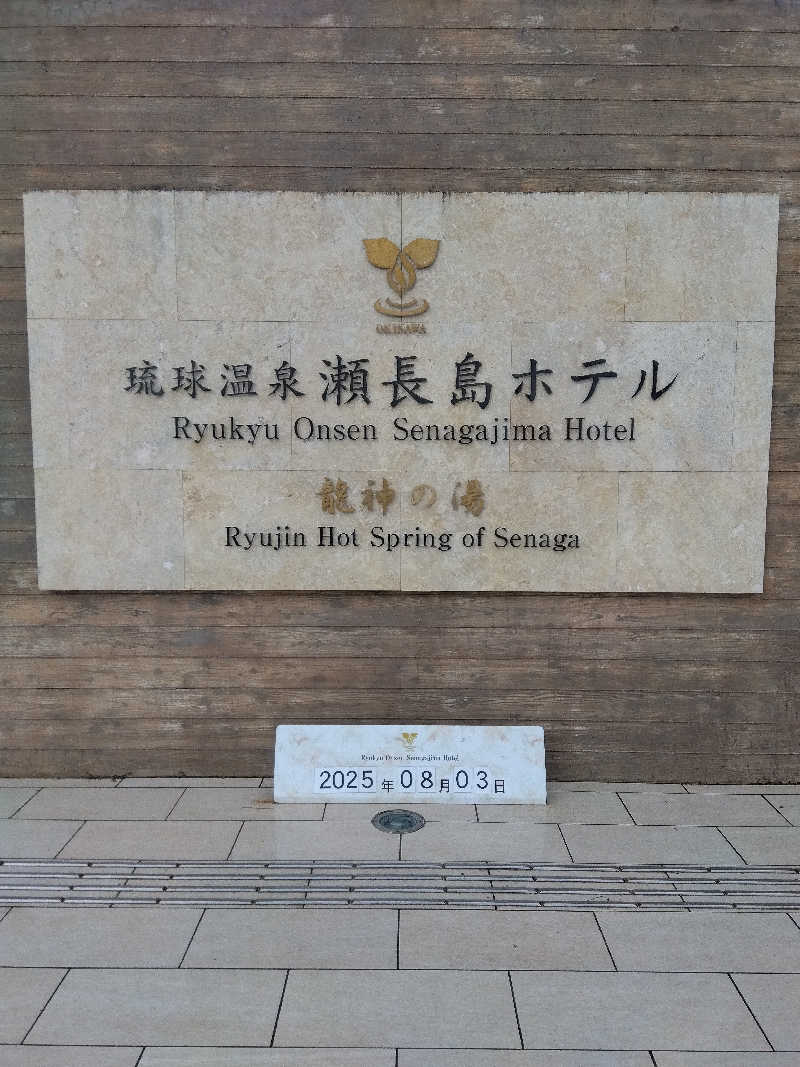 OKINAWA
琉球温泉瀬長島ホテル
Ryukyu Onsen Senagajima Hotel
龍神の湯
Ryujin Hot Spring of Senaga
Ryukyu Onsen Senagajima Hotel
2025年08月03日